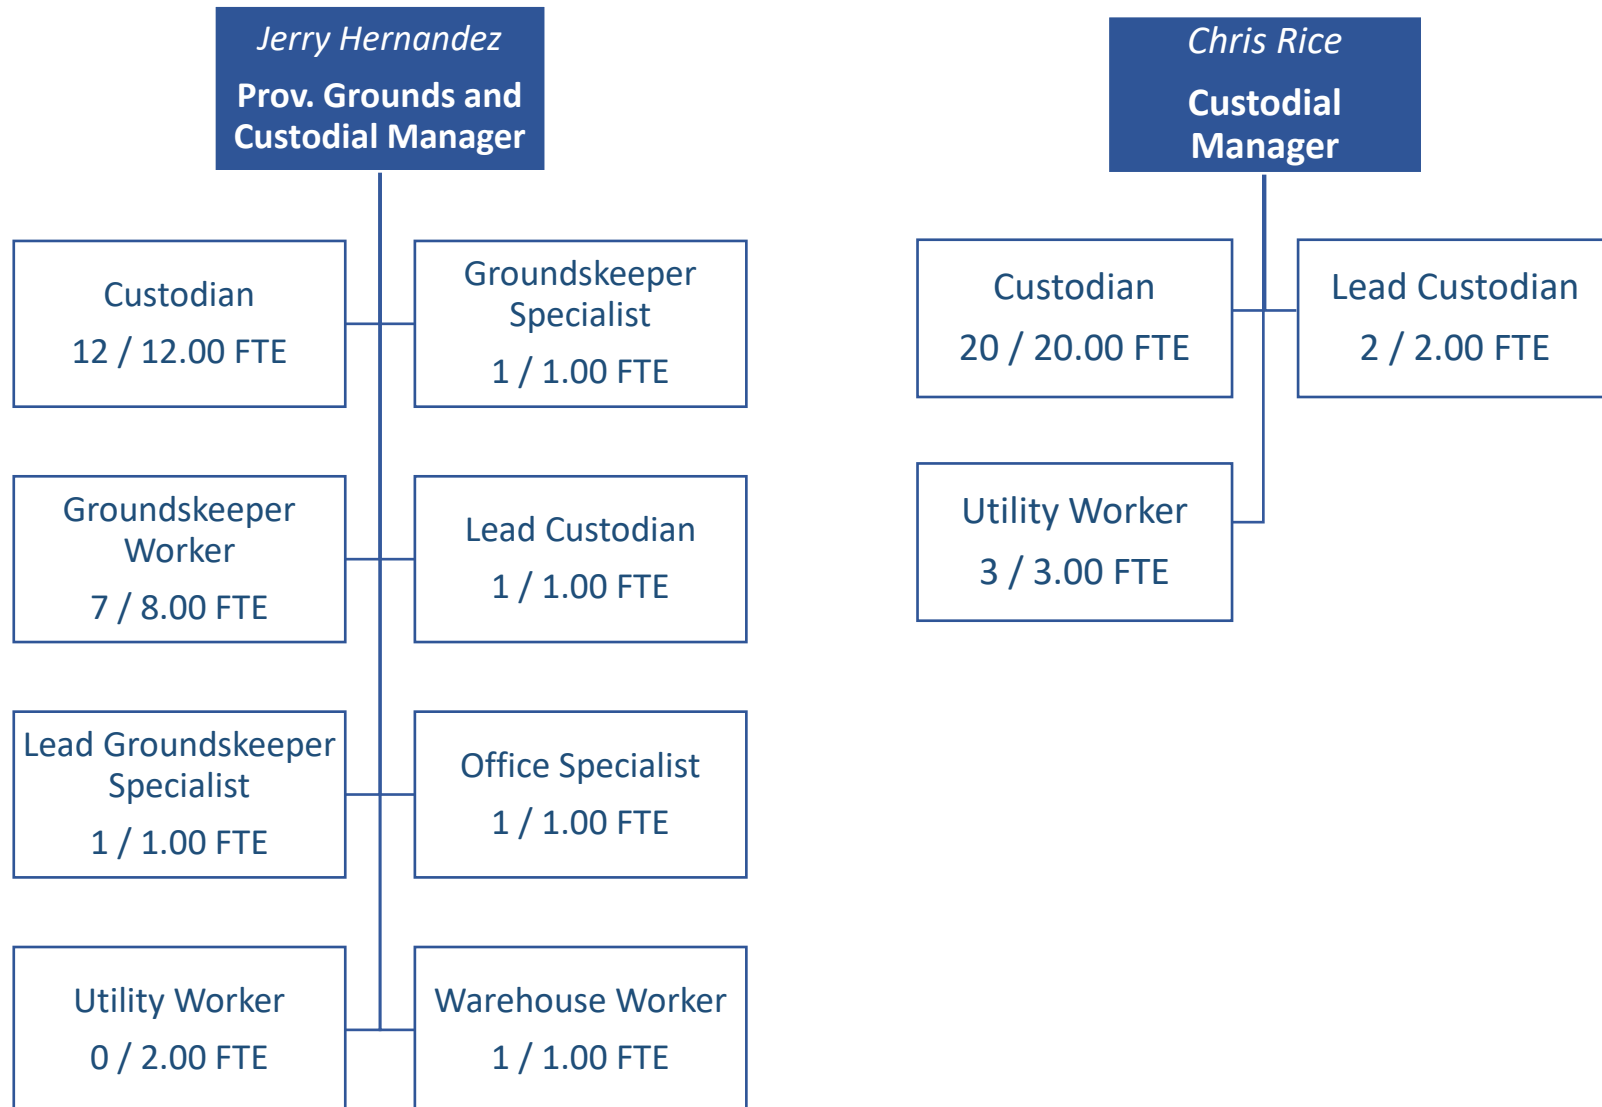 Jerry Hernandez
Prov. Grounds and
Custodial Manager
Custodian
12 / 12.00 FTE
Groundskeeper
Specialist
1 / 1.00 FTE
Groundskeeper
Worker
7 / 8.00 FTE
Lead Custodian
1 / 1.00 FTE
Lead Groundskeeper
Specialist
1 / 1.00 FTE
Office Specialist
1 / 1.00 FTE
Utility Worker
0 / 2.00 FTE
Warehouse Worker
1 / 1.00 FTE
Chris Rice
Custodial
Manager
Custodian
20 / 20.00 FTE
Lead Custodian
2 / 2.00 FTE
Utility Worker
3 / 3.00 FTE